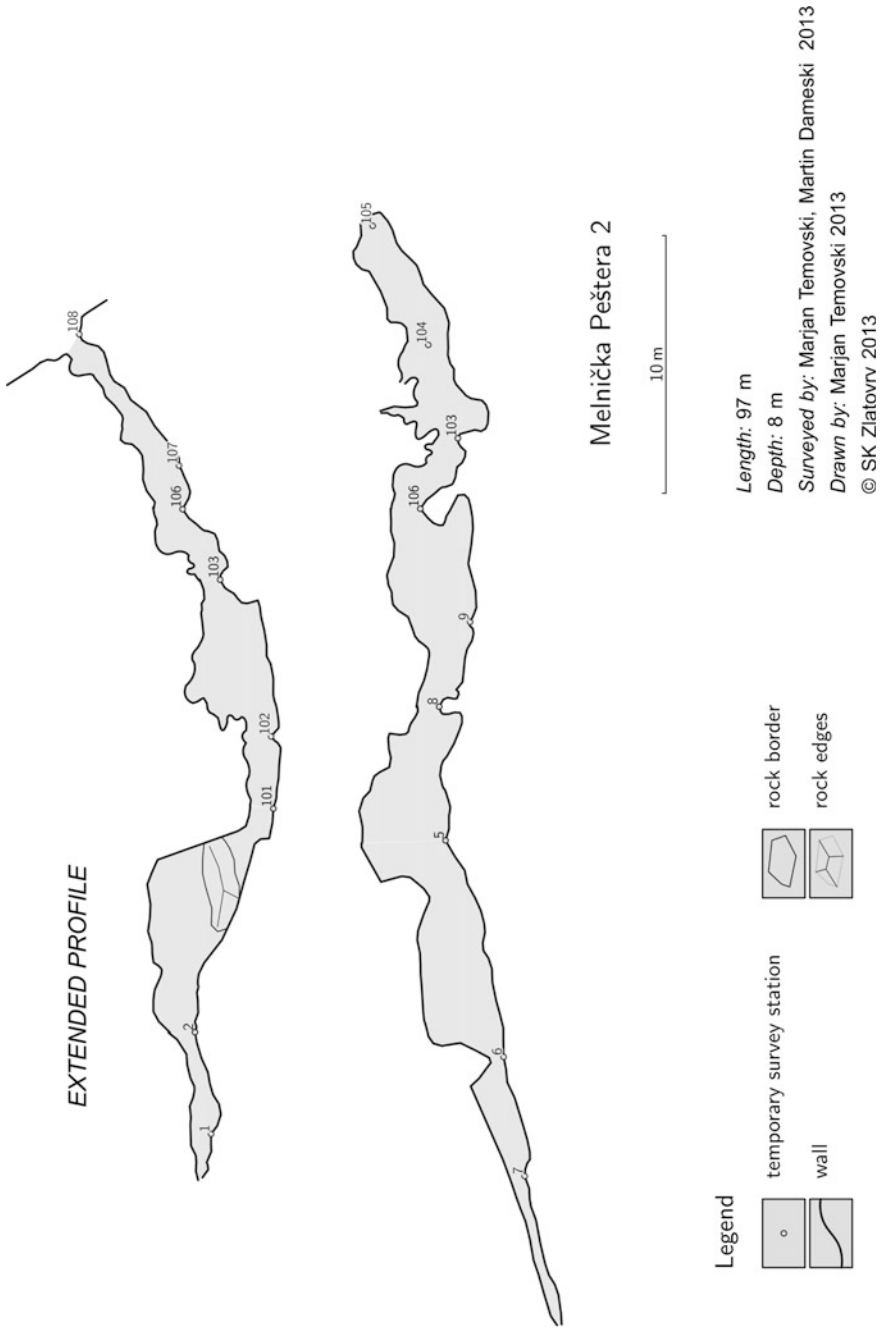 EXTENDED PROFILE
1
2
101
102
103
106
107
108
7
6
5
8
9
106
103
104
105
Melnička Peštera 2
10 m
Length: 97 m
Depth: 8 m
Surveyed by: Marjan Temovski, Martin Dameski 2013
Drawn by: Marjan Temovski 2013
© SK Zlatovrv 2013
Legend
temporary survey station
wall
rock border
rock edges